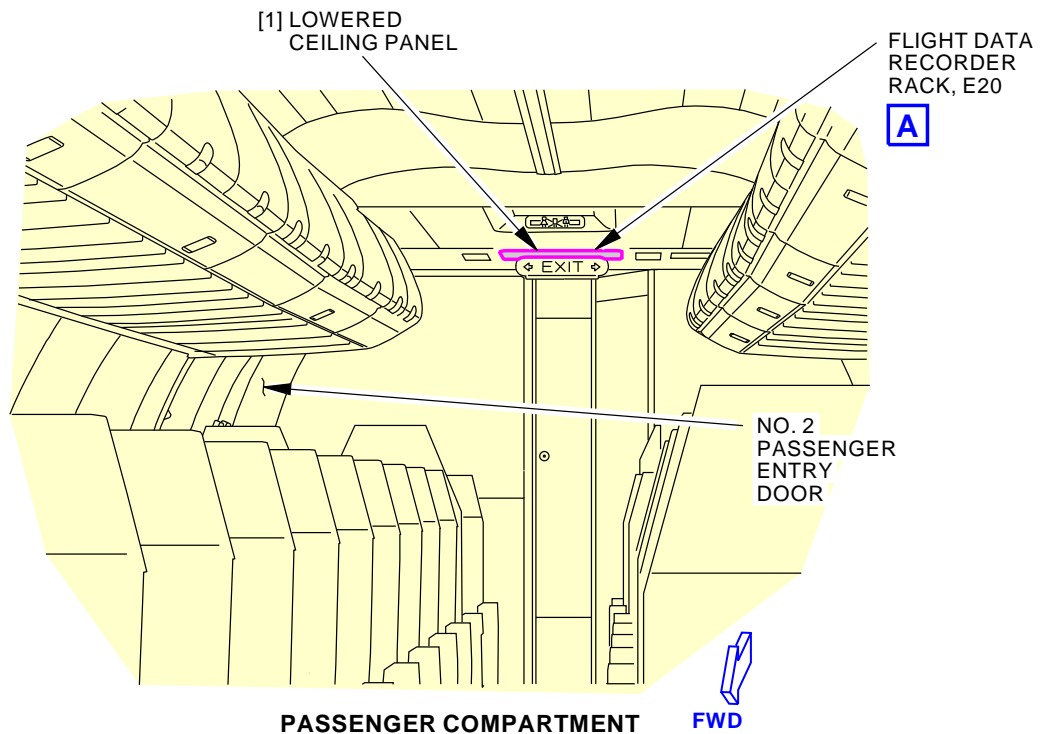 [1] LOWERED
CEILING PANEL
FLIGHT DATA
RECORDER
RACK, E20
A
EXIT
NO. 2
PASSENGER
ENTRY
DOOR
PASSENGER COMPARTMENT
FWD